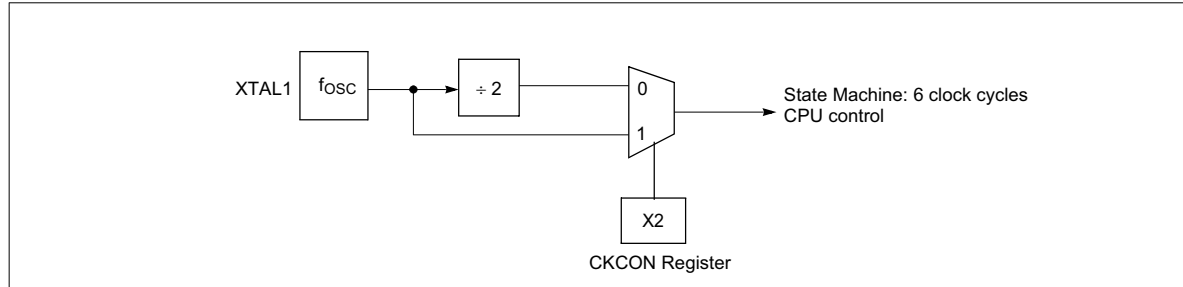 XTAL1
fOSC
÷ 2
0
1
State Machine: 6 clock cycles
CPU control
X2
CKCON Register